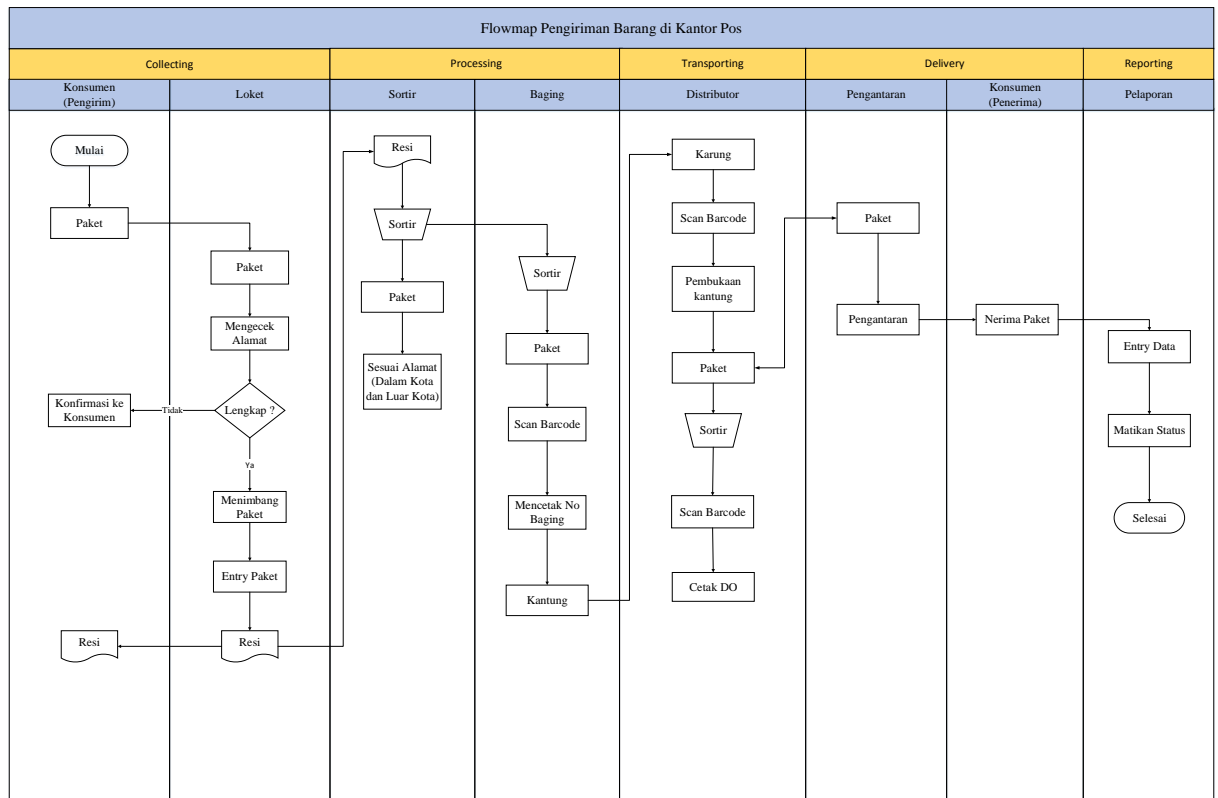 Flowmap Pengiriman Barang di Kantor Pos
Collecting
Processing
Transporting
Delivery
Reporting
Konsumen
(Pengirim)
Loket
Sortir
Baging
Distributor
Pengantaran
Konsumen
(Penerima)
Pelaporan
Mulai
Paket
Konfirmasi ke
Konsumen
Resi
Paket
Mengecek
Alamat
Lengkap ?
Tidak
Ya
Menimbang
Paket
Entry Paket
Resi
Resi
Sortir
Paket
Sesuai Alamat
(Dalam Kota
dan Luar Kota)
Sortir
Paket
Scan Barcode
Mencetak No
Baging
Kantung
Karung
Scan Barcode
Pembukaan
kantung
Paket
Sortir
Scan Barcode
Cetak DO
Paket
Pengantaran
Nerima Paket
Entry Data
Matikan Status
Selesai